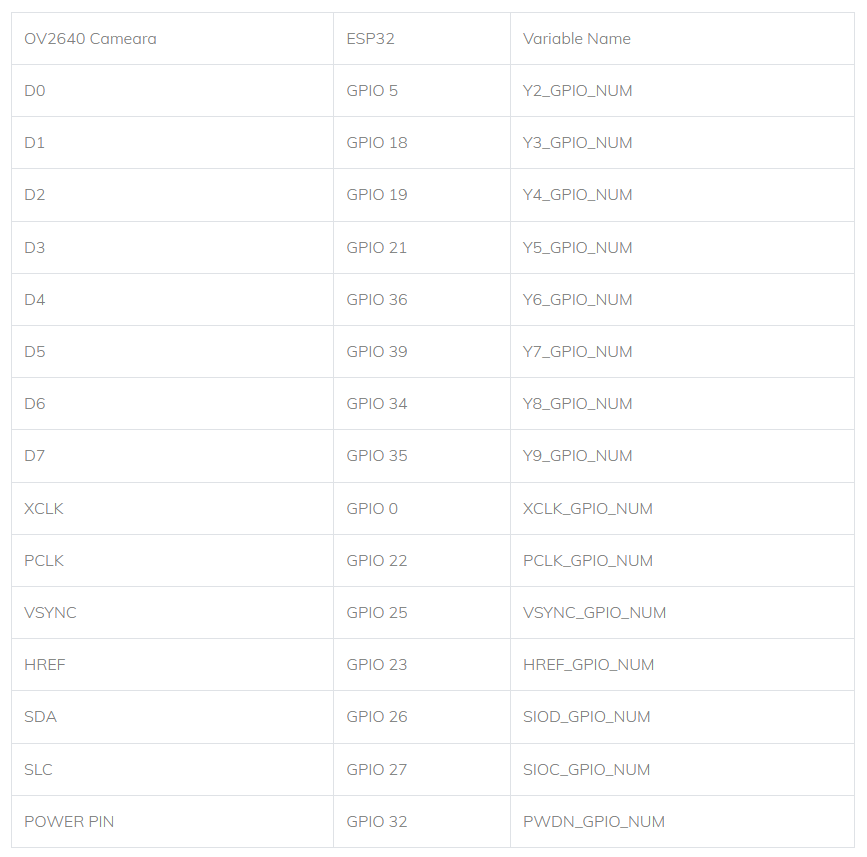 OV2640 Cameara ESP32 Variable Name
D0 GPIO 5 Y2_GPIO_NUM
D1 GPIO 18 Y3_GPIO_NUM
D2 GPIO 19 Y4_GPIO_NUM
D3 GPIO 21 Y5_GPIO_NUM
D4 GPIO 36 Y6_GPIO_NUM
D5 GPIO 39 Y7_GPIO_NUM
D6 GPIO 34 Y8_GPIO_NUM
D7 GPIO 35 Y9_GPIO_NUM
XCLK GPIO 0 XCLK_GPIO_NUM
PCLK GPIO 22 PCLK_GPIO_NUM
VSYNC GPIO 25 VSYNC_GPIO_NUM
HREF GPIO 23 HREF_GPIO_NUM
SDA GPIO 26 SIOD_GPIO_NUM
SLC GPIO 27 SIOC_GPIO_NUM
POWER PIN GPIO 32 PWDN_GPIO_NUM